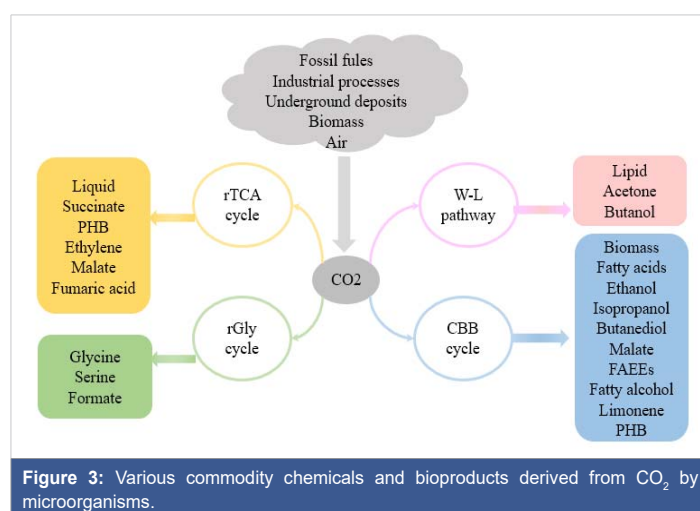 Fossil fules
Industrial processes
Underground deposits
Biomass
Air
Liquid
Succinate
PHB
Ethylene
Malate
Fumaric acid
rTCA
cycle
W-L
pathway
Lipid
Acetone
Butanol
CO2
Glycine
Serine
Formate
rGly
cycle
CBB
cycle
Biomass
Fatty acids
Ethanol
Isopropanol
Butanediol
Malate
FAEEs
Fatty alcohol
Limonene
PHB
Figure 3: Various commodity chemicals and bioproducts derived from CO₂ by
microorganisms.